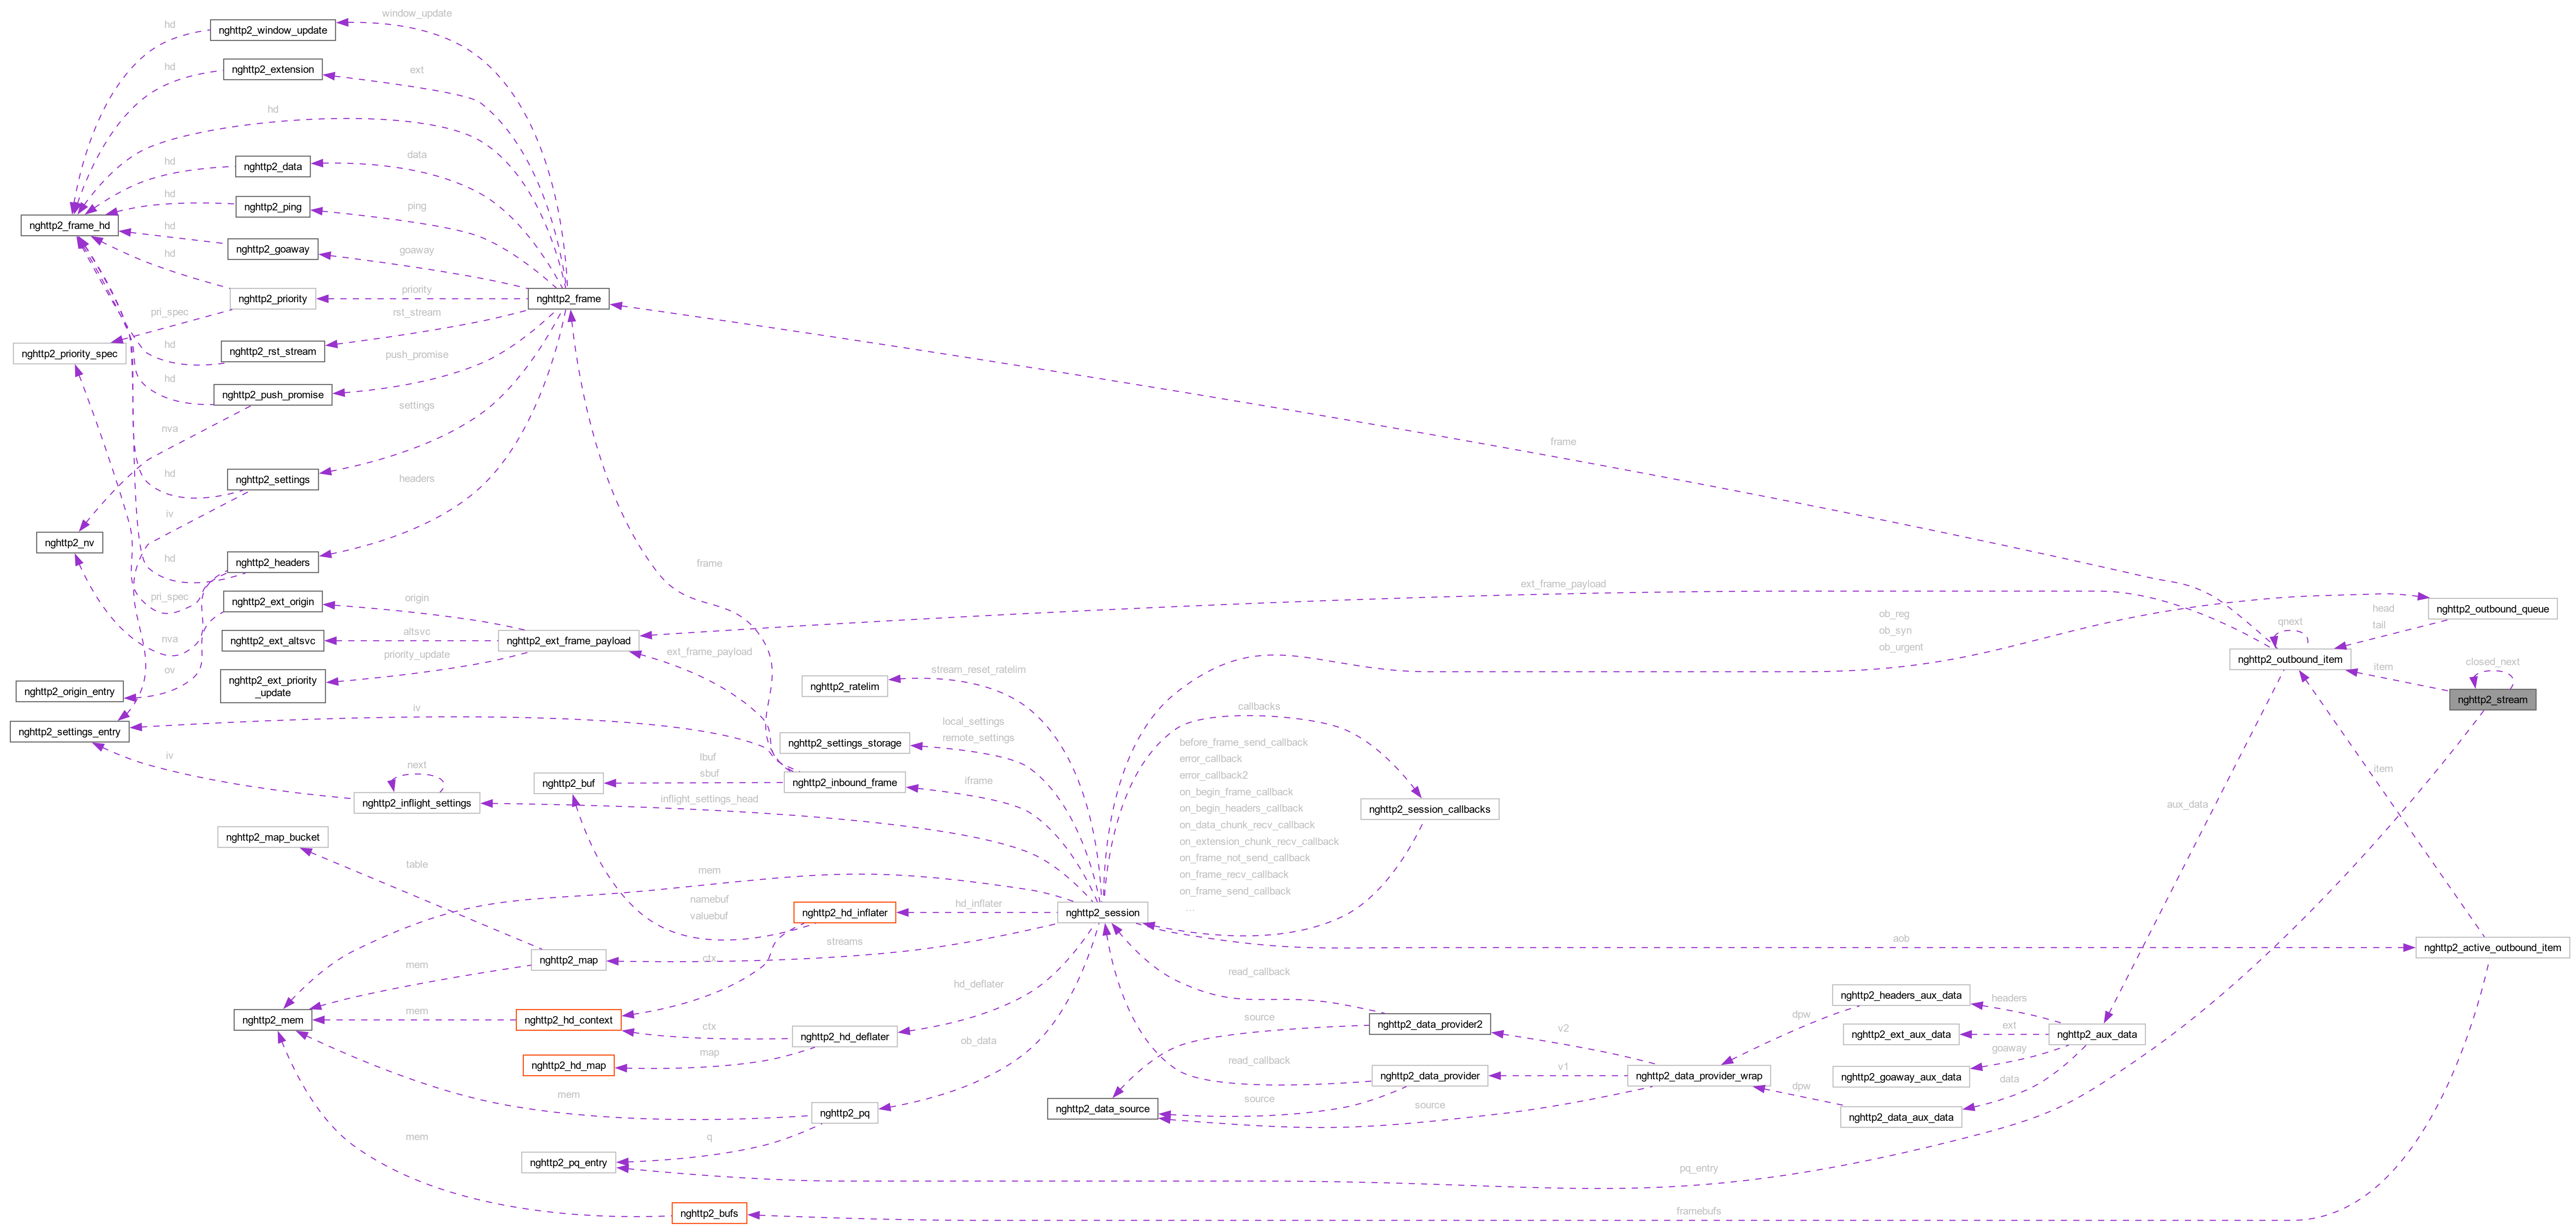 window_update
hd
nghttp2_window_update
hd
nghttp2_extension
ext
hd
data
hd
nghttp2_data
hd
nghttp2_ping
ping
nghttp2_frame_hd
hd
nghttp2_goaway
goaway
hd
nghttp2_priority
priority
nghttp2_frame
pri_spec
rst_stream
nghttp2_priority_spec
hd
nghttp2_rst_stream
push_promise
hd
nghttp2_push_promise
settings
nva
frame
hd
nghttp2_settings
headers
iv
nghttp2_nv
hd
nghttp2_headers
frame
ext_frame_payload
pri_spec
nghttp2_ext_origin
origin
nghttp2_outbound_queue
head
ob_reg
qnext
tail
nva
nghttp2_ext_altsvc
altsvc
nghttp2_ext_frame_payload
ob_syn
ob_urgent
priority_update
ext_frame_payload
nghttp2_outbound_item
item
closed_next
ov
nghttp2_ext_priority
_update
stream_reset_ratelim
nghttp2_ratelim
nghttp2_origin_entry
nghttp2_stream
iv
callbacks
local_settings
nghttp2_settings_entry
nghttp2_settings_storage
remote_settings
before_frame_send_callback
error_callback
error_callback2
on_begin_frame_callback
on_begin_headers_callback
on_data_chunk_recv_callback
on_extension_chunk_recv_callback
on_frame_not_send_callback
on_frame_recv_callback
on_frame_send_callback
...
iv
next
lbuf
sbuf
nghttp2_buf
nghttp2_inbound_frame
iframe
item
nghttp2_inflight_settings
inflight_settings_head
nghttp2_session_callbacks
aux_data
nghttp2_map_bucket
table
mem
namebuf
valuebuf
nghttp2_hd_inflater
hd_inflater
nghttp2_session
streams
aob
nghttp2_active_outbound_item
nghttp2_map
ctx
mem
read_callback
hd_deflater
nghttp2_headers_aux_data
headers
mem
nghttp2_mem
nghttp2_hd_context
ctx
source
dpw
nghttp2_data_provider2
v2
ext
nghttp2_ext_aux_data
nghttp2_aux_data
nghttp2_hd_deflater
ob_data
goaway
map
nghttp2_hd_map
read_callback
v1
nghttp2_data_provider
nghttp2_data_provider_wrap
nghttp2_goaway_aux_data
data
dpw
mem
source
source
nghttp2_pq
nghttp2_data_source
nghttp2_data_aux_data
mem
q
nghttp2_pq_entry
pq_entry
nghttp2_bufs
framebufs